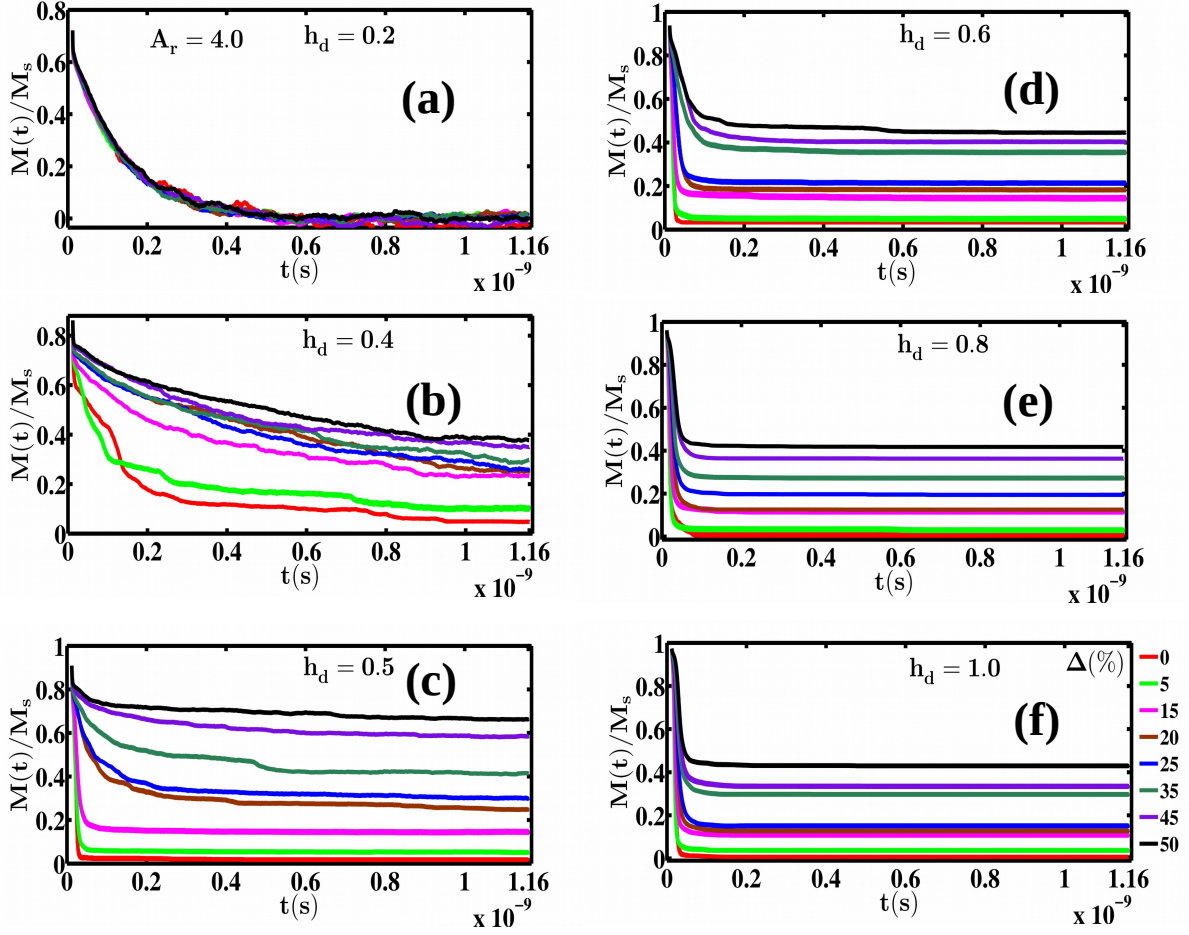 A_r = 4.0 h_d = 0.2
(a)
M(t)/M_s
0.8
0.6
0.4
0.2
0
0 0.2 0.4 0.6 0.8 1 1.16
t(s)
x 10^-9
h_d = 0.4
(b)
M(t)/M_s
0.8
0.6
0.4
0.2
0
0 0.2 0.4 0.6 0.8 1 1.16
t(s)
x 10^-9
h_d = 0.5
(c)
M(t)/M_s
1
0.8
0.6
0.4
0.2
0
0 0.2 0.4 0.6 0.8 1 1.16
t(s)
x 10^-9
h_d = 0.6
(d)
M(t)/M_s
1
0.8
0.6
0.4
0.2
0
0 0.2 0.4 0.6 0.8 1 1.16
t(s)
x 10^-9
h_d = 0.8
(e)
M(t)/M_s
1
0.8
0.6
0.4
0.2
0
0.2 0.4 0.6 0.8 1 1.16
t(s)
x 10^-9
h_d = 1.0
(f)
M(t)/M_s
1
0.8
0.6
0.4
0.2
0
0 0.2 0.4 0.6 0.8 1 1.16
t(s)
x 10^-9
Δ(%)
0
5
15
20
25
35
45
50